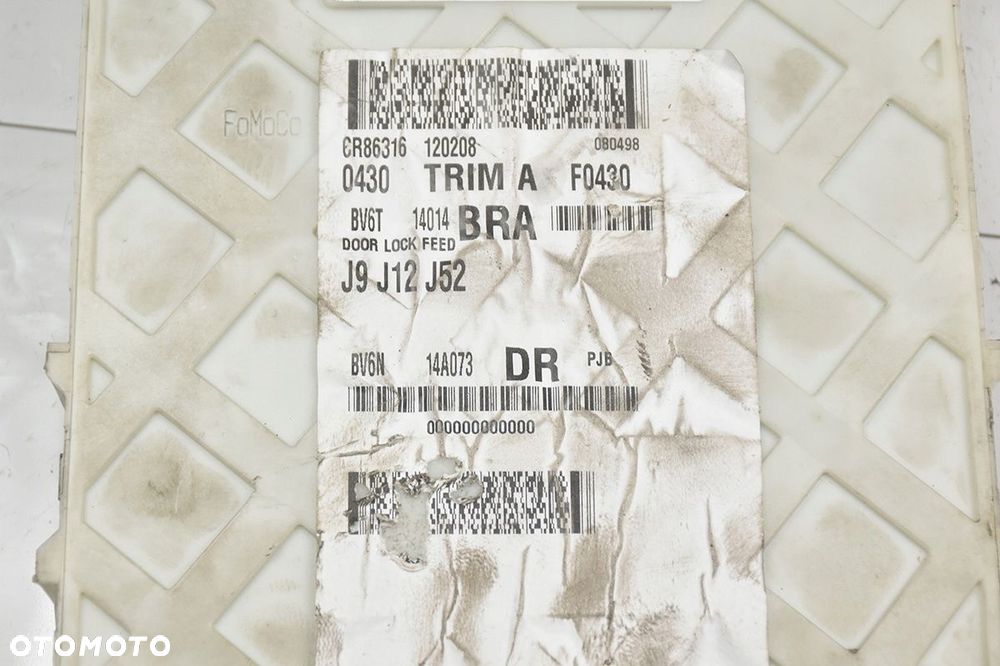 FoMoCo
CR86316 120208 080498
0430 TRIM A F0430
BV6T 14014 BRA
DOOR LOCK FEED
J9 J12 J52
BV6N 14A073 DR PJB
000000000000
OTOMOTO